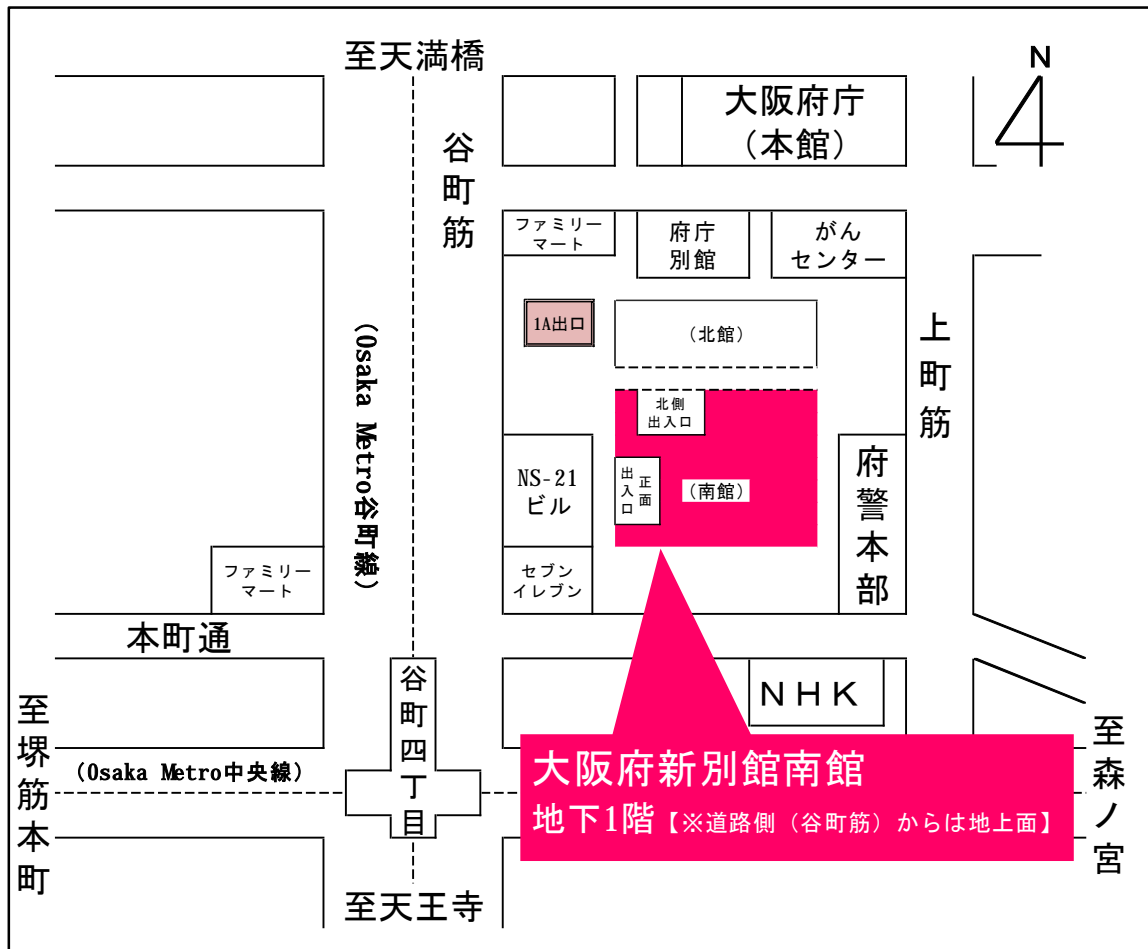 至天満橋
N
大阪府庁
(本館)
谷町筋
ファミリー
マート
府庁
別館
がん
センター
1A出口
(北館)
上町筋
(Osaka Metro谷町線)
北側
出入口
NS-21
ビル
正面
出入口
(南館)
府警本部
ファミリー
マート
セブン
イレブン
本町通
谷町四丁目
NHK
至堺筋本町
(Osaka Metro中央線)
大阪府新別館南館
地下1階【※道路側(谷町筋)からは地上面】
至森ノ宮
至天王寺